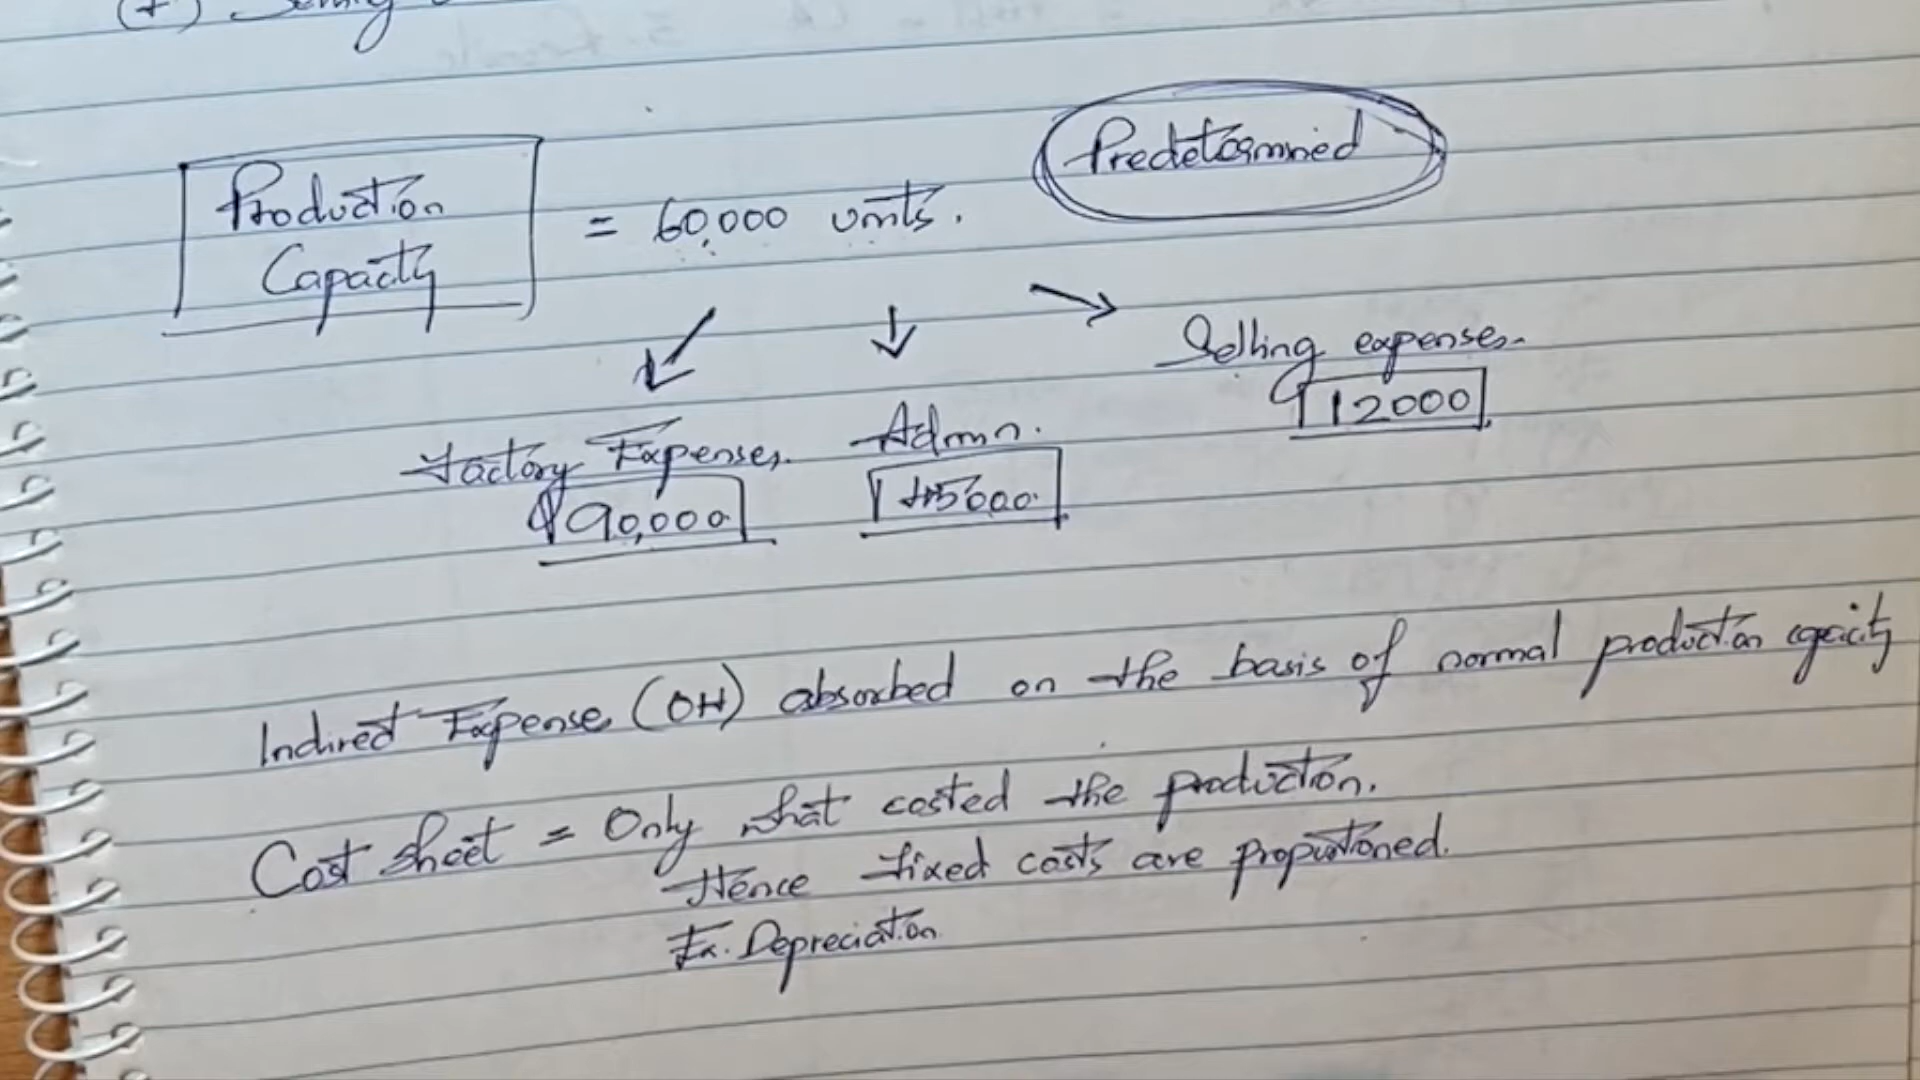 (+) Selling
Predetermined
Production
Capacity
= 60,000 units.
Selling expenses.
12000
Factory Expenses.
Admn.
90,000
Indirect Expenses (OH) absorbed on the basis of normal production capacity
Cost sheet = Only what costed the production.
Hence fixed costs are proportioned.
Ex. Depreciation